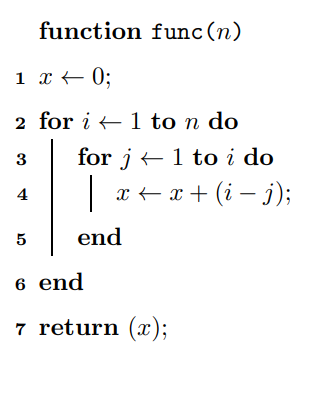 function func(n)
1 x ← 0;
2 for i ← 1 to n do
3 for j ← 1 to i do
4 x ← x + (i − j);
5 end
6 end
7 return (x);